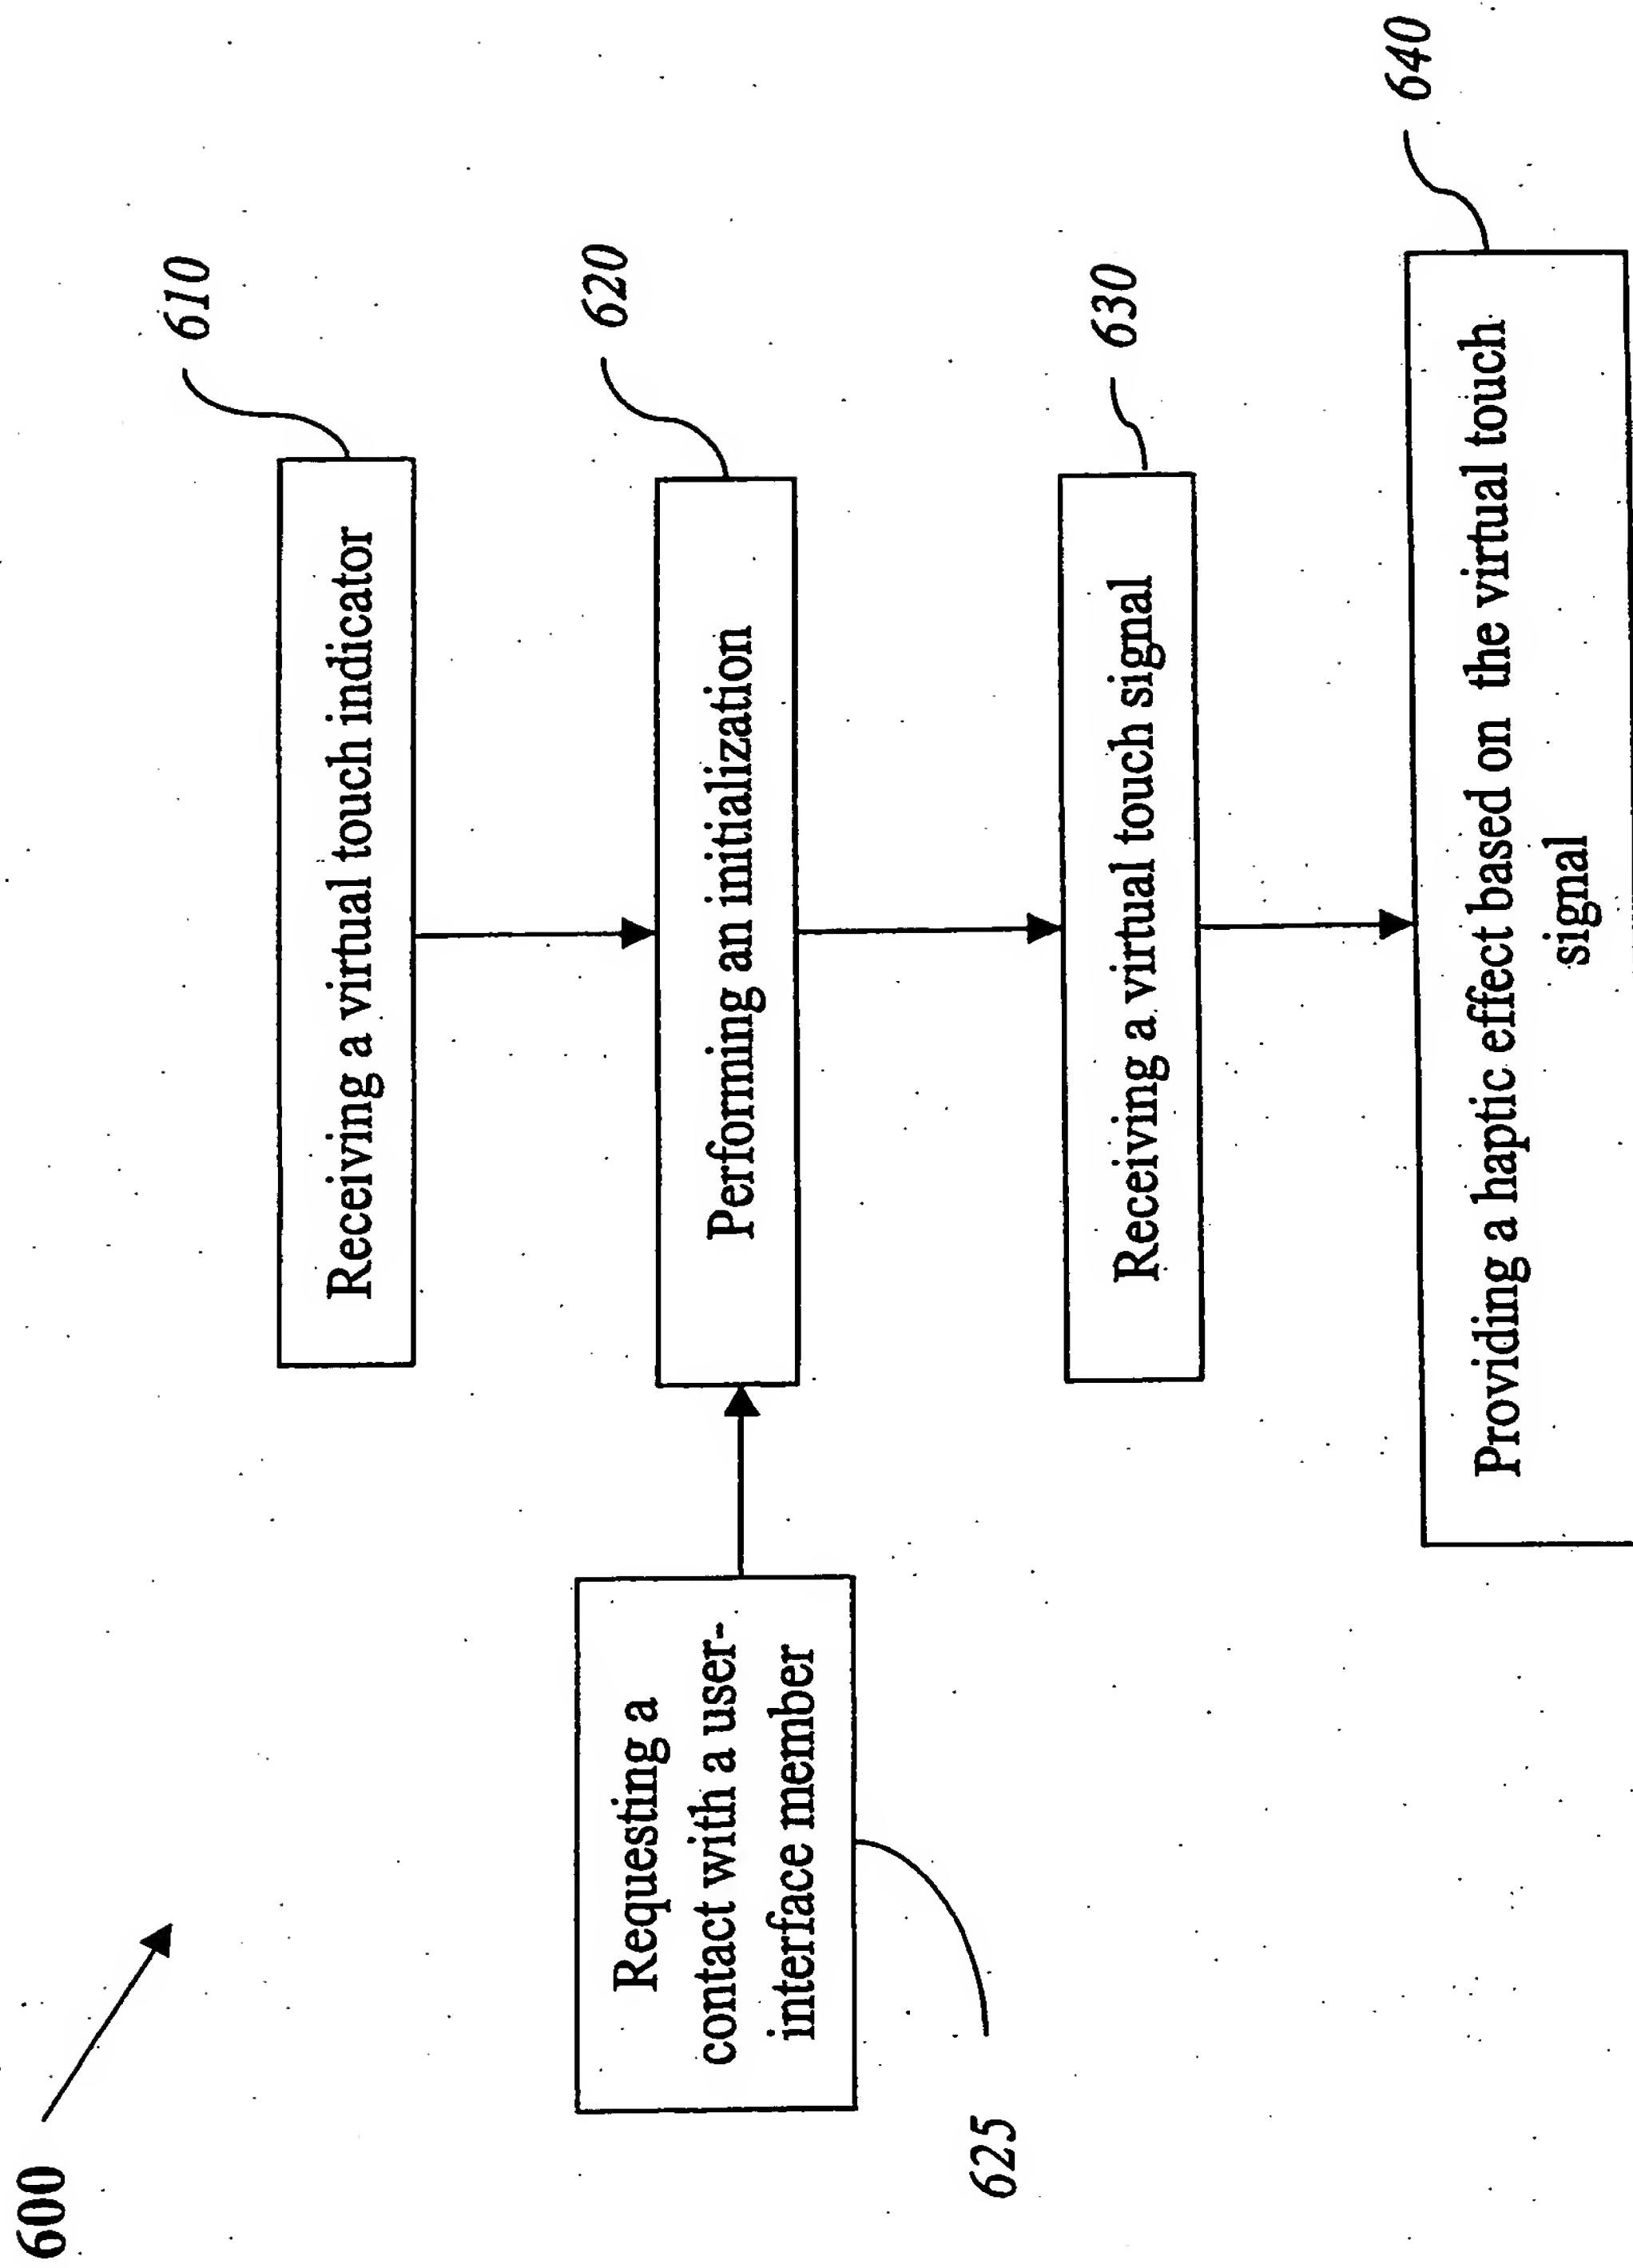 600
610
Receiving a virtual touch indicator
620
Performing an initialization
Requesting a
contact with a user-
interface member
625
630
Receiving a virtual touch signal
640
Providing a haptic effect based on the virtual touch
signal